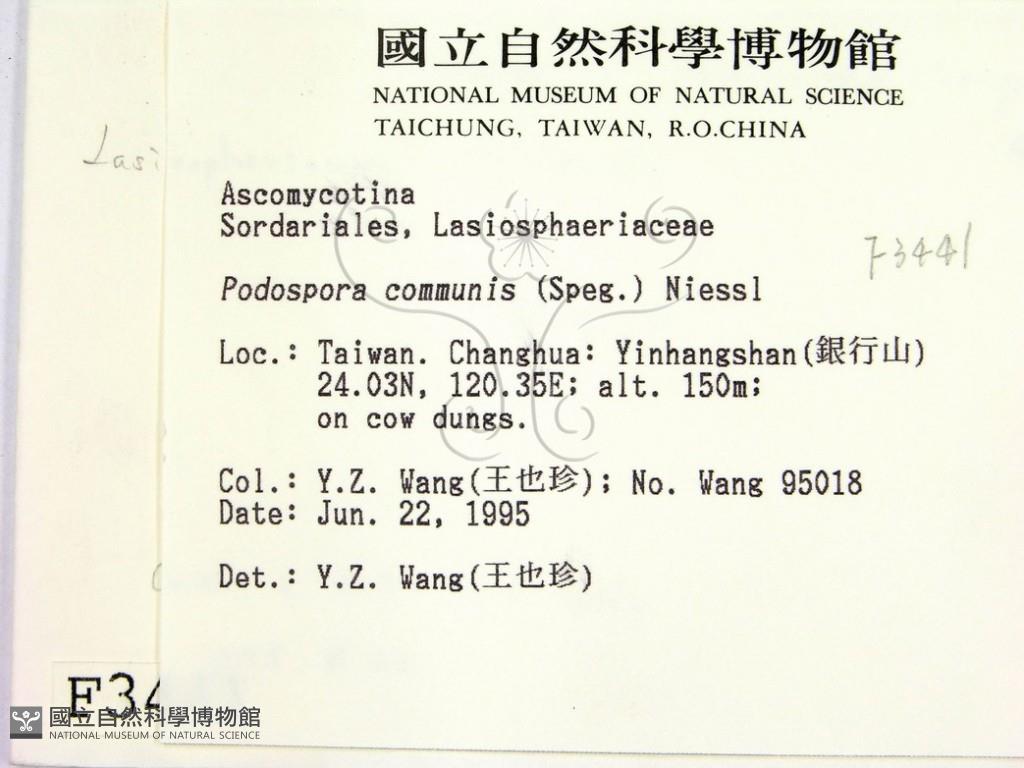 國立自然科學博物館
NATIONAL MUSEUM OF NATURAL SCIENCE
TAICHUNG, TAIWAN, R.O.CHINA
Lasi
Ascomycotina
Sordariales, Lasiosphaeriaceae
F3441
Podospora communis (Speg.) Niessl
Loc.: Taiwan. Changhua: Yinhangshan(銀行山)
24.03N, 120.35E; alt. 150m;
on cow dungs.
Col.: Y.Z. Wang(王也珍); No. Wang 95018
Date: Jun. 22, 1995
Det.: Y.Z. Wang(王也珍)
F34
國立自然科學博物館
NATIONAL MUSEUM OF NATURAL SCIENCE